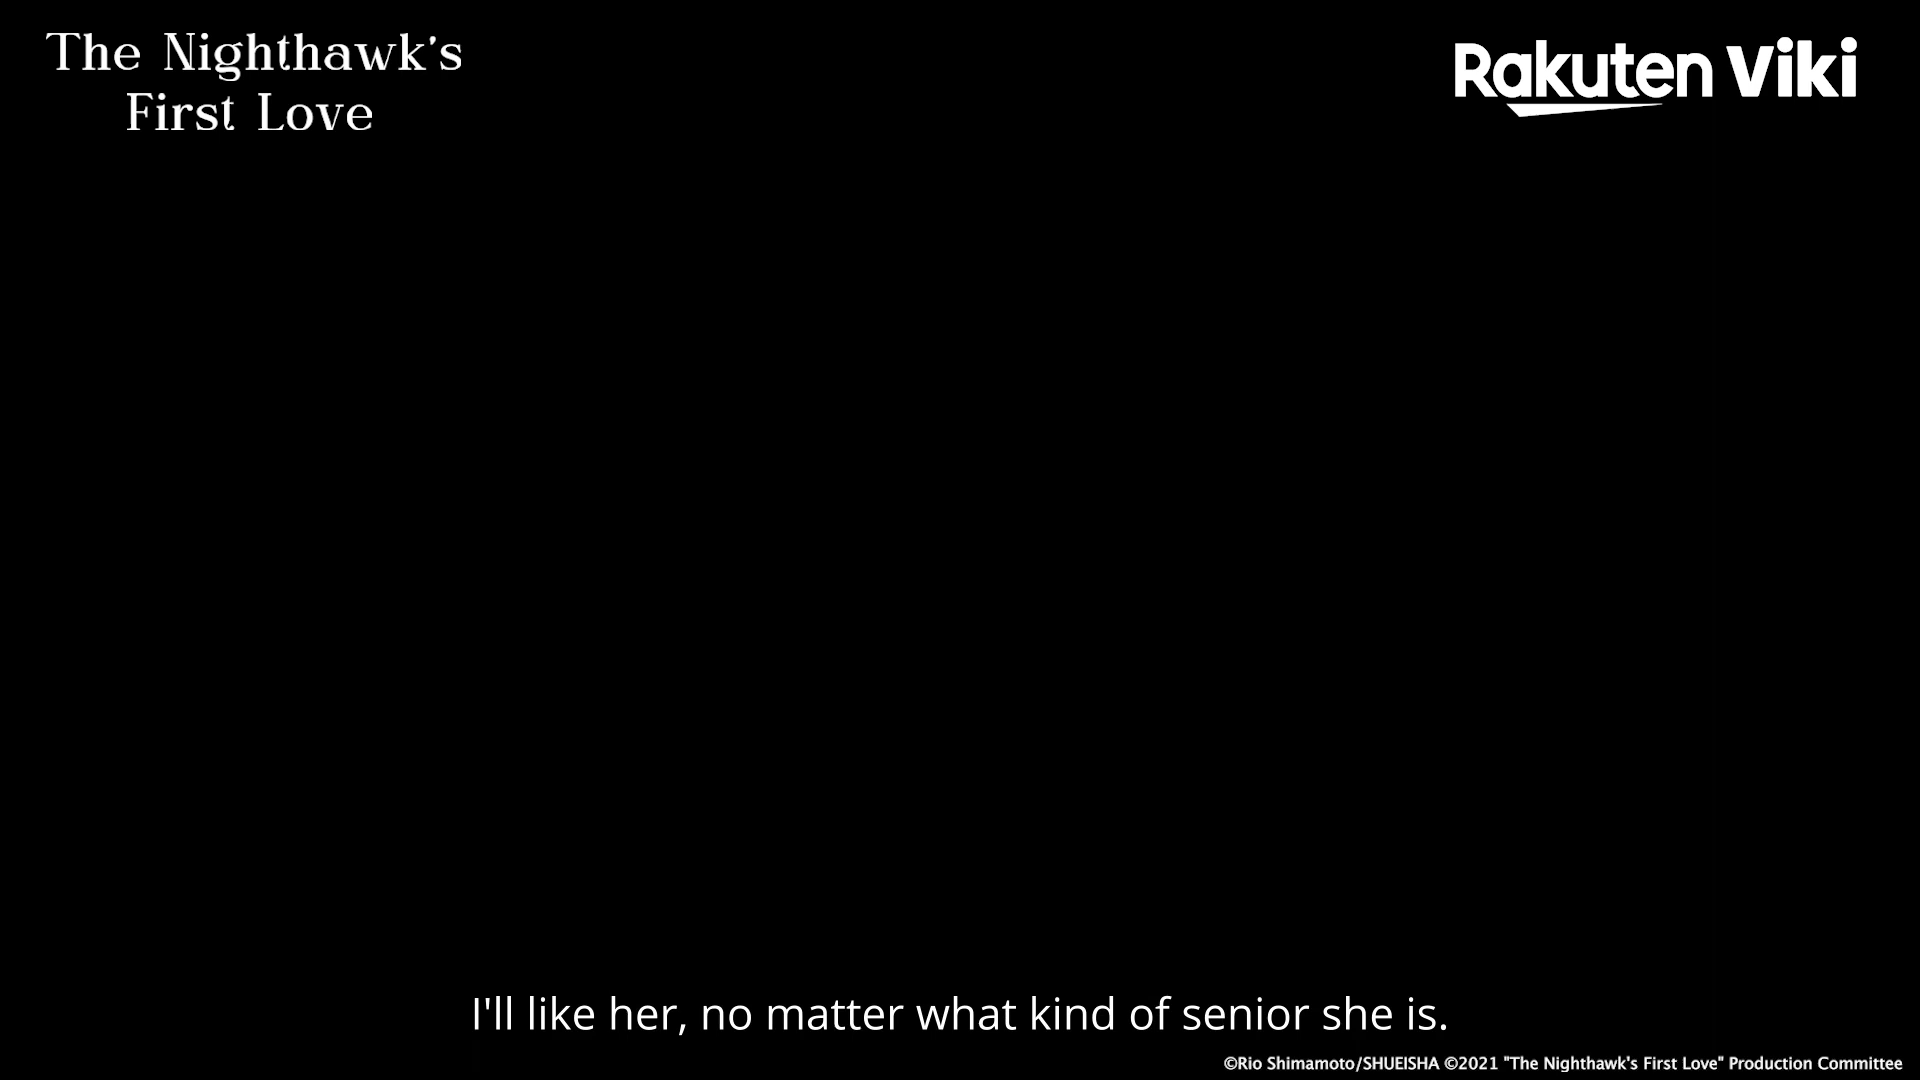 The Nighthawk's
First Love
Rakuten Viki
I'll like her, no matter what kind of senior she is.
©Rio Shimamoto/SHUEISHA ©2021 "The Nighthawk's First Love" Production Committee